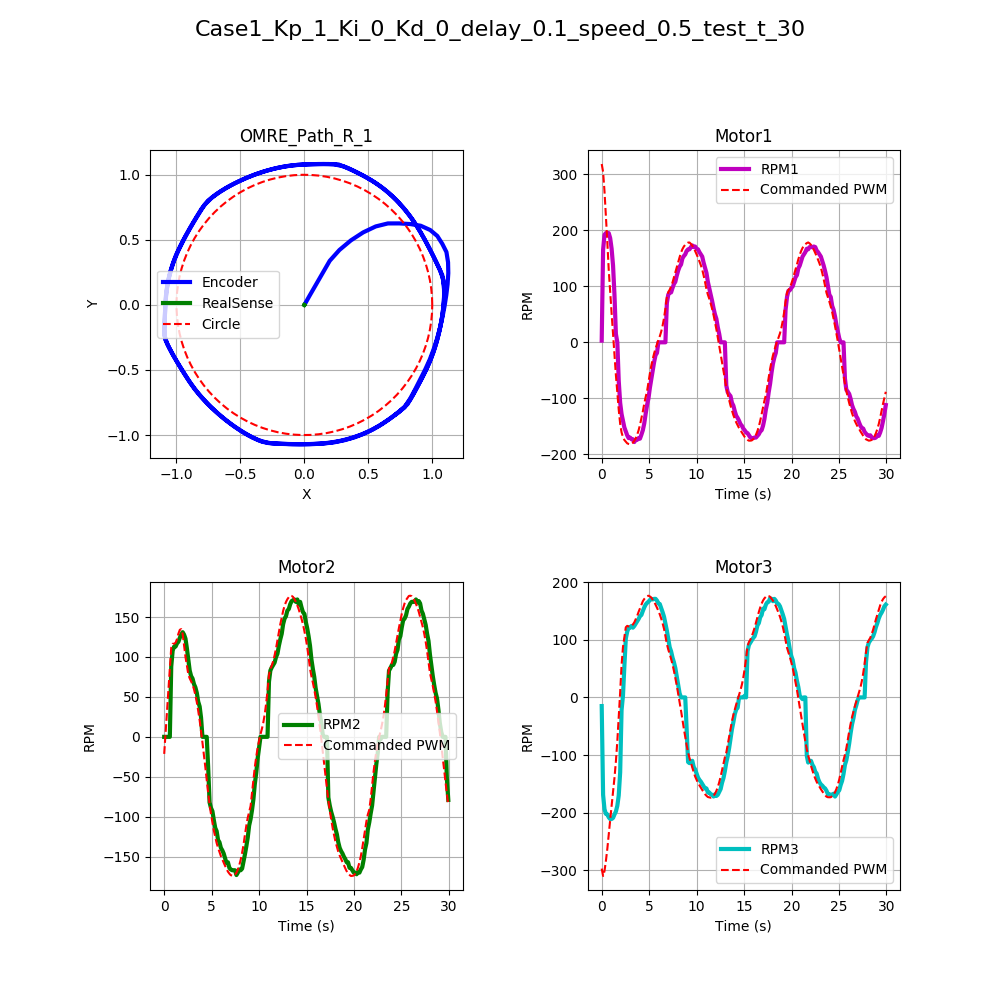 Case1_Kp_1_Ki_0_Kd_0_delay_0.1_speed_0.5_test_t_30
OMRE_Path_R_1
1.0
0.5
0.0
−0.5
−1.0
Y
Encoder
RealSense
Circle
−1.0
−0.5
0.0
0.5
1.0
X
Motor1
300
200
100
0
−100
−200
RPM
RPM1
Commanded PWM
0
5
10
15
20
25
30
Time (s)
Motor2
150
100
50
0
−50
−100
−150
RPM
RPM2
Commanded PWM
0
5
10
15
20
25
30
Time (s)
Motor3
200
100
0
−100
−200
−300
RPM
RPM3
Commanded PWM
0
5
10
15
20
25
30
Time (s)